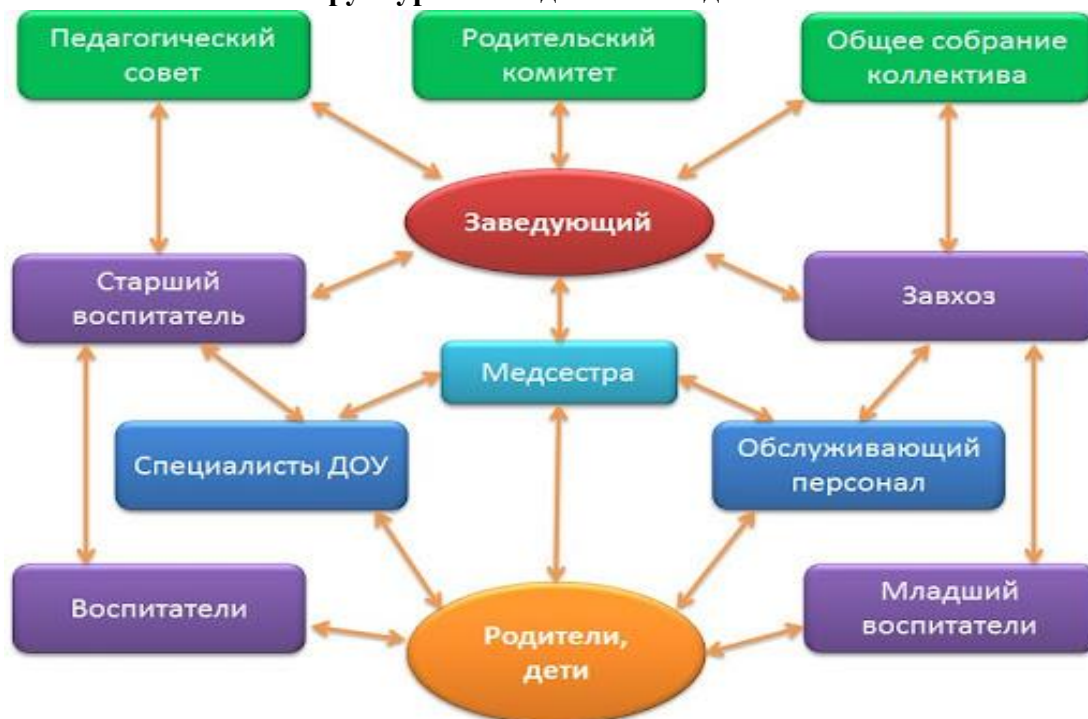 Педагогический
совет
Родительский
комитет
Общее собрание
коллектива
Заведующий
Старший
воспитатель
Завхоз
Медсестра
Специалисты ДОУ
Обслуживающий
персонал
Воспитатели
Родители,
дети
Младший
воспитатели